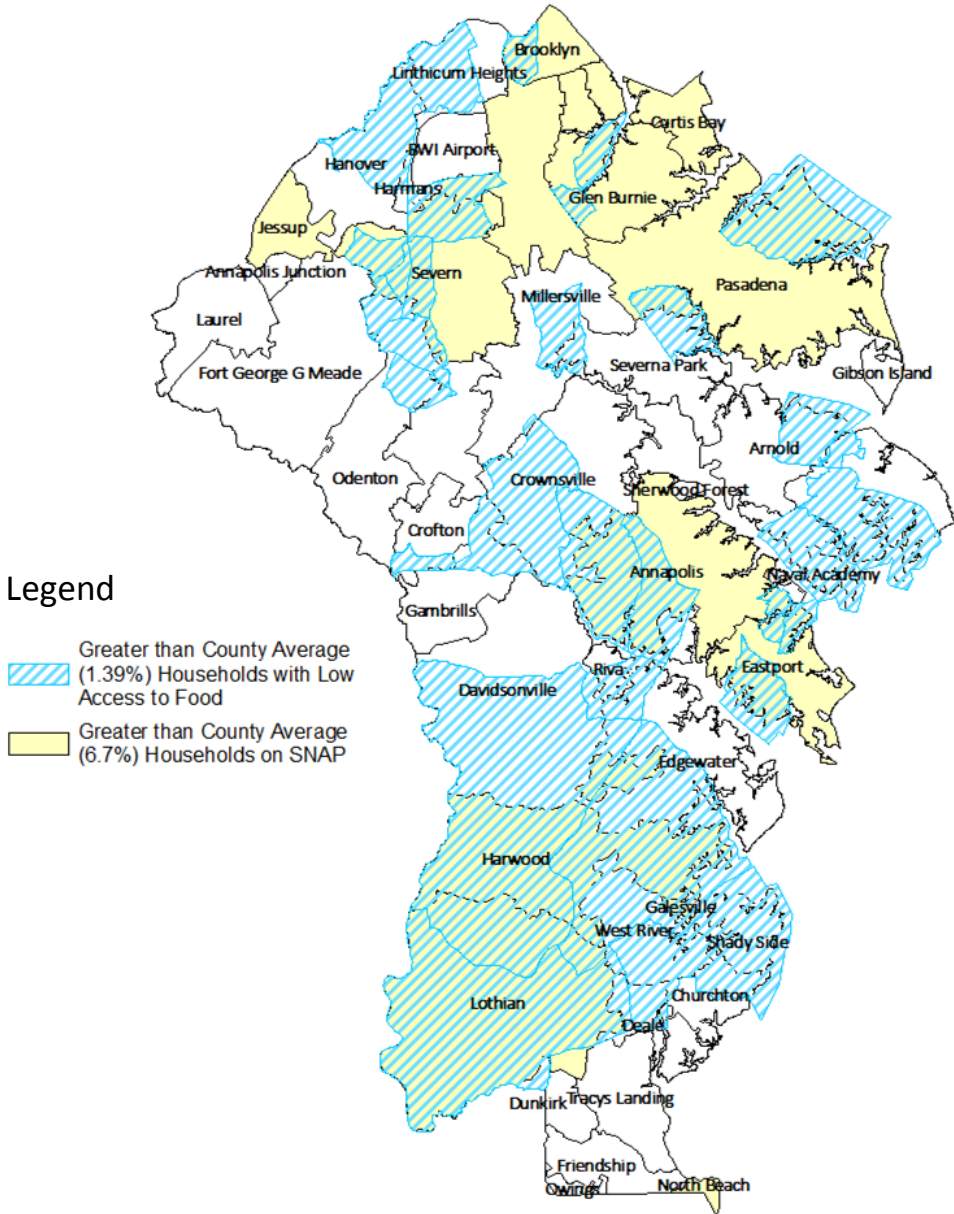 Brooklyn
Linthicum Heights
Curtis Bay
BWI Airport
Hanover
Harmans
Glen Burnie
Jessup
Annapolis Junction
Severn
Pasadena
Millersville
Laurel
Severna Park
Fort George G Meade
Gibson Island
Arnold
Odenton
Crownsville
Sherwood Forest
Crofton
Annapolis
Naval Academy
Legend
Gambrills
Greater than County Average
(1.39%) Households with Low
Access to Food
Riva
Eastport
Davidsonville
Greater than County Average
(6.7%) Households on SNAP
Edgewater
Harwood
Galesville
West River
Shady Side
Lothian
Churchton
Deale
Dunkirk
Tracys Landing
Friendship
Owings
North Beach